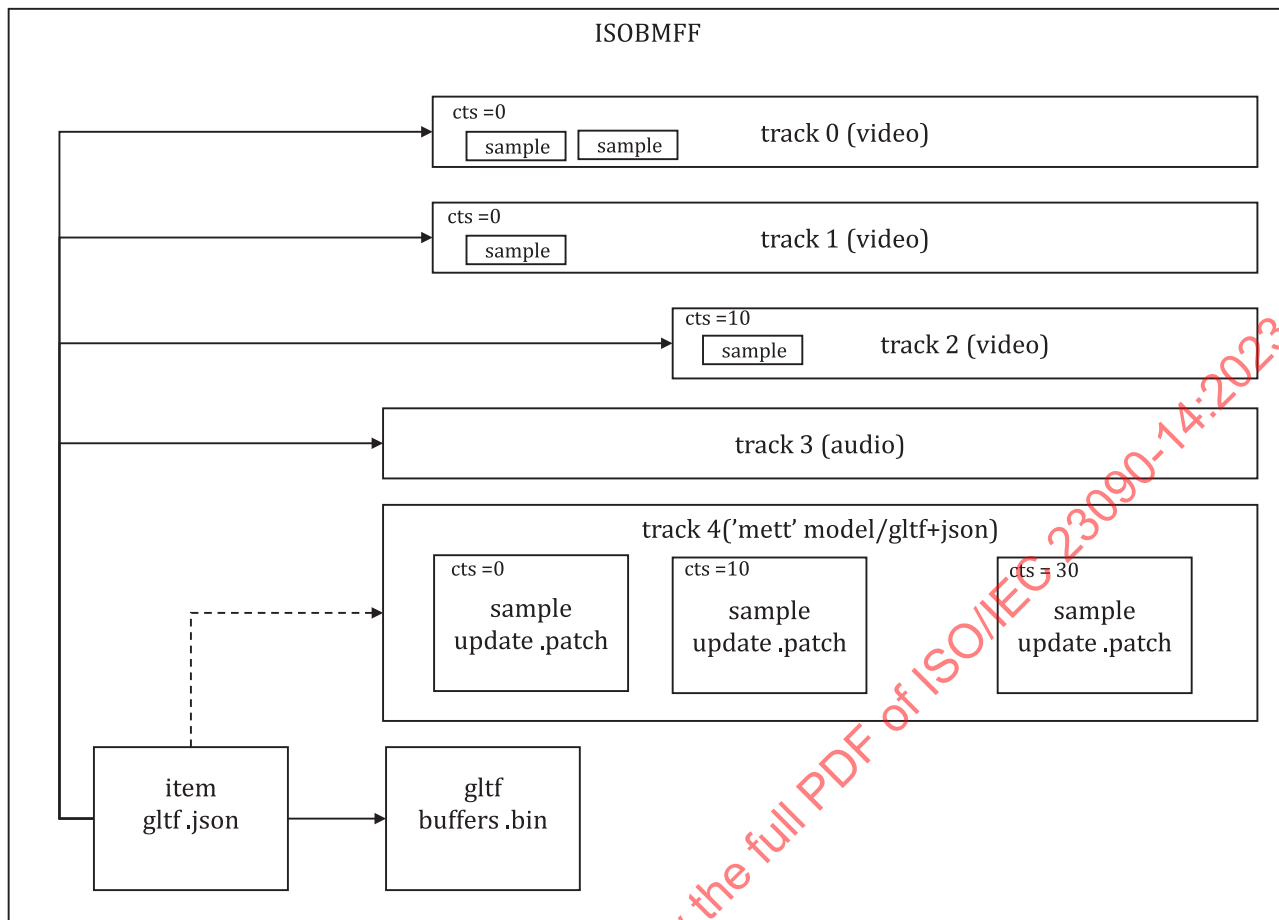 ISOBMFF
cts =0
sample
sample
track 0 (video)
cts =0
sample
track 1 (video)
cts =10
sample
track 2 (video)
track 3 (audio)
track 4('mett' model/gltf+json)
cts =0
sample
update .patch
cts =10
sample
update .patch
cts = 30
sample
update .patch
item
gltf .json
gltf
buffers .bin
the full PDF of ISO/IEC 23090-14:2023